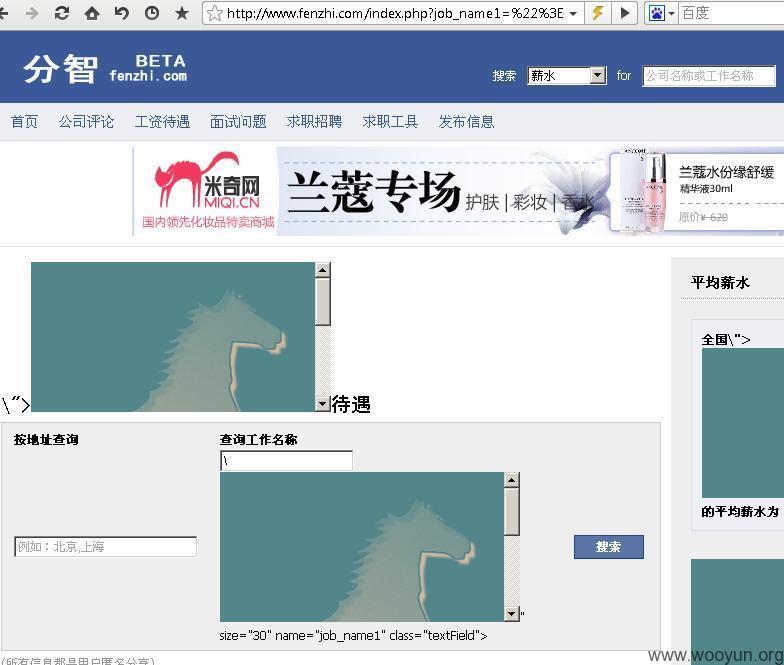 http://www.fenzhi.com/index.php?job_name1=%22%3E
百度
分智 BETA
fenzhi.com
搜索 薪水 for 公司名称或工作名称
首页 公司评论 工资待遇 面试问题 求职招聘 求职工具 发布信息
米奇网
MIQI.CN
国内领先化妆品特卖商城
兰蔻专场 护肤 | 彩妆 | 香水
LANCOME
兰蔻水份缘舒缓
精华液30ml
原价¥ 620
平均薪水
全国\">
\">待遇
按地址查询
查询工作名称
\
例如：北京,上海
搜索
"
size="30" name="job_name1" class="textField">
的平均薪水为
(所有信息都是用户匿名分享)
www.wooyun.org